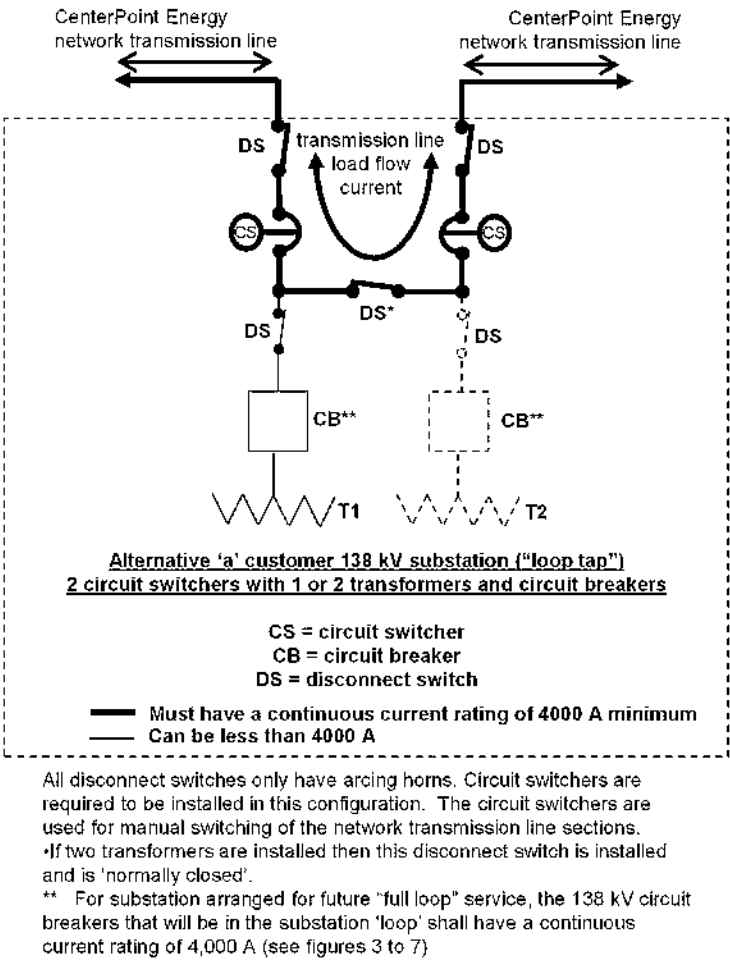 CenterPoint Energy
network transmission line
CenterPoint Energy
network transmission line
DS
transmission line
load flow
current
DS
CS
CS
DS*
DS
DS
CB**
CB**
T1
T2
Alternative ‘a’ customer 138 kV substation (“loop tap”)
2 circuit switchers with 1 or 2 transformers and circuit breakers
CS = circuit switcher
CB = circuit breaker
DS = disconnect switch
Must have a continuous current rating of 4000 A minimum
Can be less than 4000 A
All disconnect switches only have arcing horns. Circuit switchers are
required to be installed in this configuration. The circuit switchers are
used for manual switching of the network transmission line sections.
•If two transformers are installed then this disconnect switch is installed
and is ‘normally closed’.
** For substation arranged for future “full loop” service, the 138 kV circuit
breakers that will be in the substation ‘loop’ shall have a continuous
current rating of 4,000 A (see figures 3 to 7)